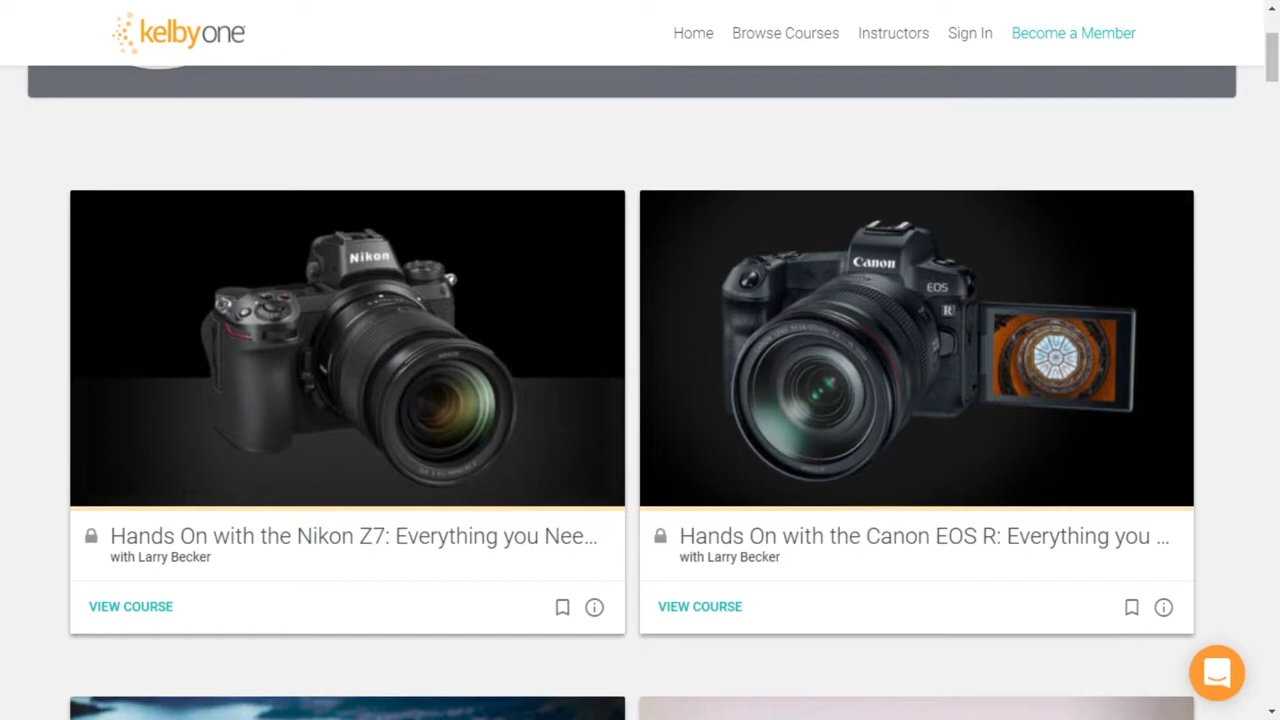 kelbyone
Home Browse Courses Instructors Sign In Become a Member
Nikon
Canon
EOS
R
Hands On with the Nikon Z7: Everything you Nee...
with Larry Becker
Hands On with the Canon EOS R: Everything you ...
with Larry Becker
VIEW COURSE
VIEW COURSE